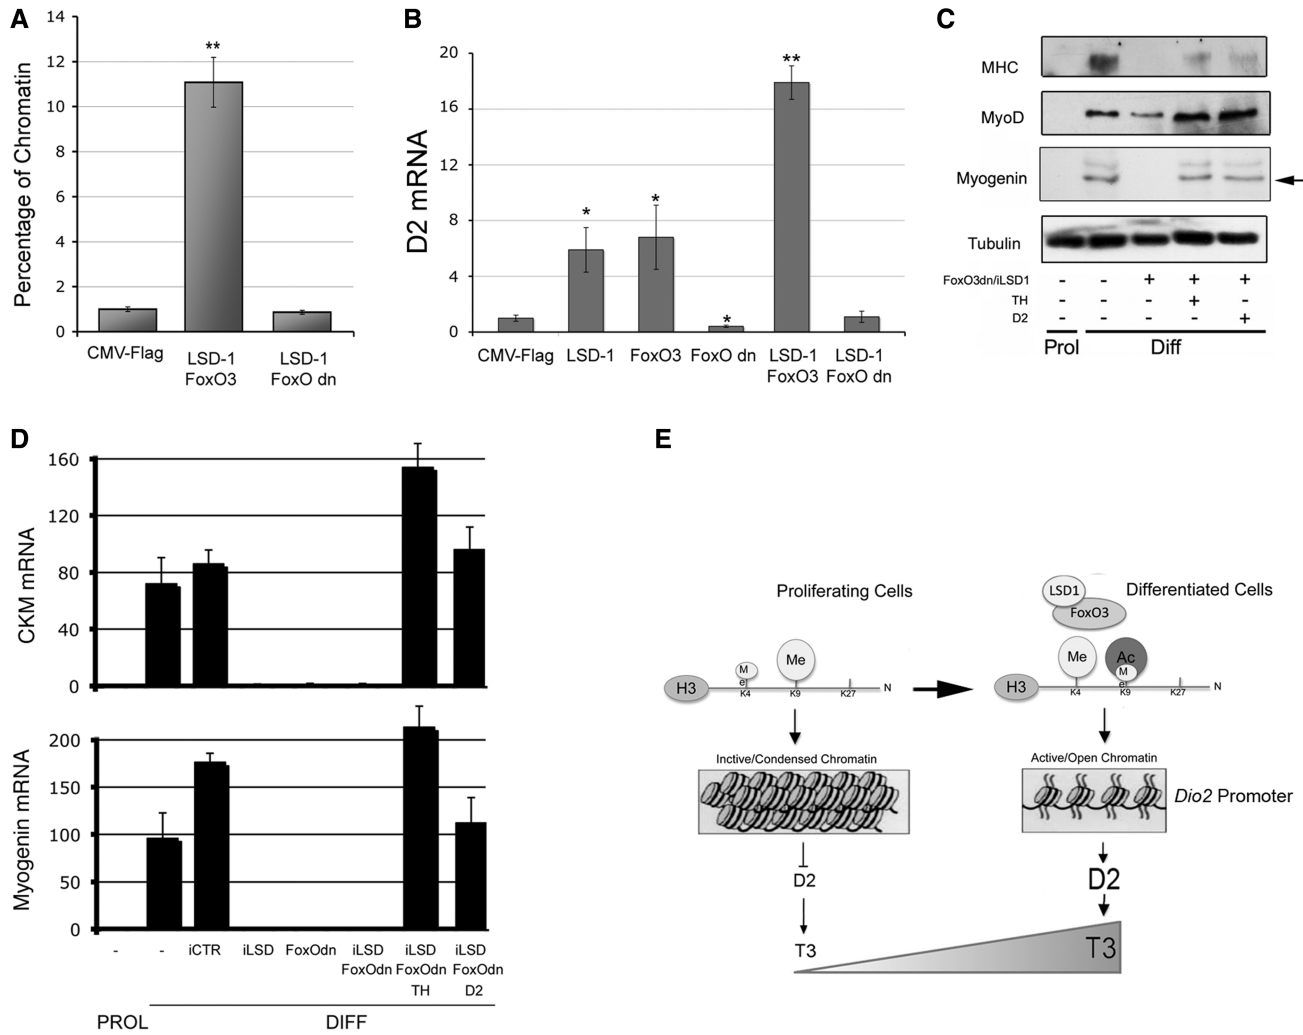 A
14
12
10
8
6
4
2
0
Percentage of Chromatin
**
CMV-Flag
LSD-1
FoxO3
LSD-1
FoxO dn
B
20
16
12
8
4
0
D2 mRNA
*
*
*
**
CMV-Flag
LSD-1
FoxO3
FoxO dn
LSD-1
FoxO3
LSD-1
FoxO dn
C
MHC
MyoD
Myogenin
Tubulin
FoxO3dn/iLSD1 - - + + +
TH - - - + -
D2 - - - - +
Prol Diff
D
160
120
80
40
0
CKM mRNA
200
150
100
50
0
Myogenin mRNA
- - iCTR iLSD FoxOdn iLSD iLSD iLSD
FoxOdn FoxOdn FoxOdn
TH D2
PROL DIFF
E
Proliferating Cells
H3
Me
K4
Me
K9
K27
N
Inctive/Condensed Chromatin
D2
T3
Differentiated Cells
LSD1
FoxO3
H3
Me
K4
Ac
Me
K9
K27
N
Active/Open Chromatin
Dio2 Promoter
D2
T3